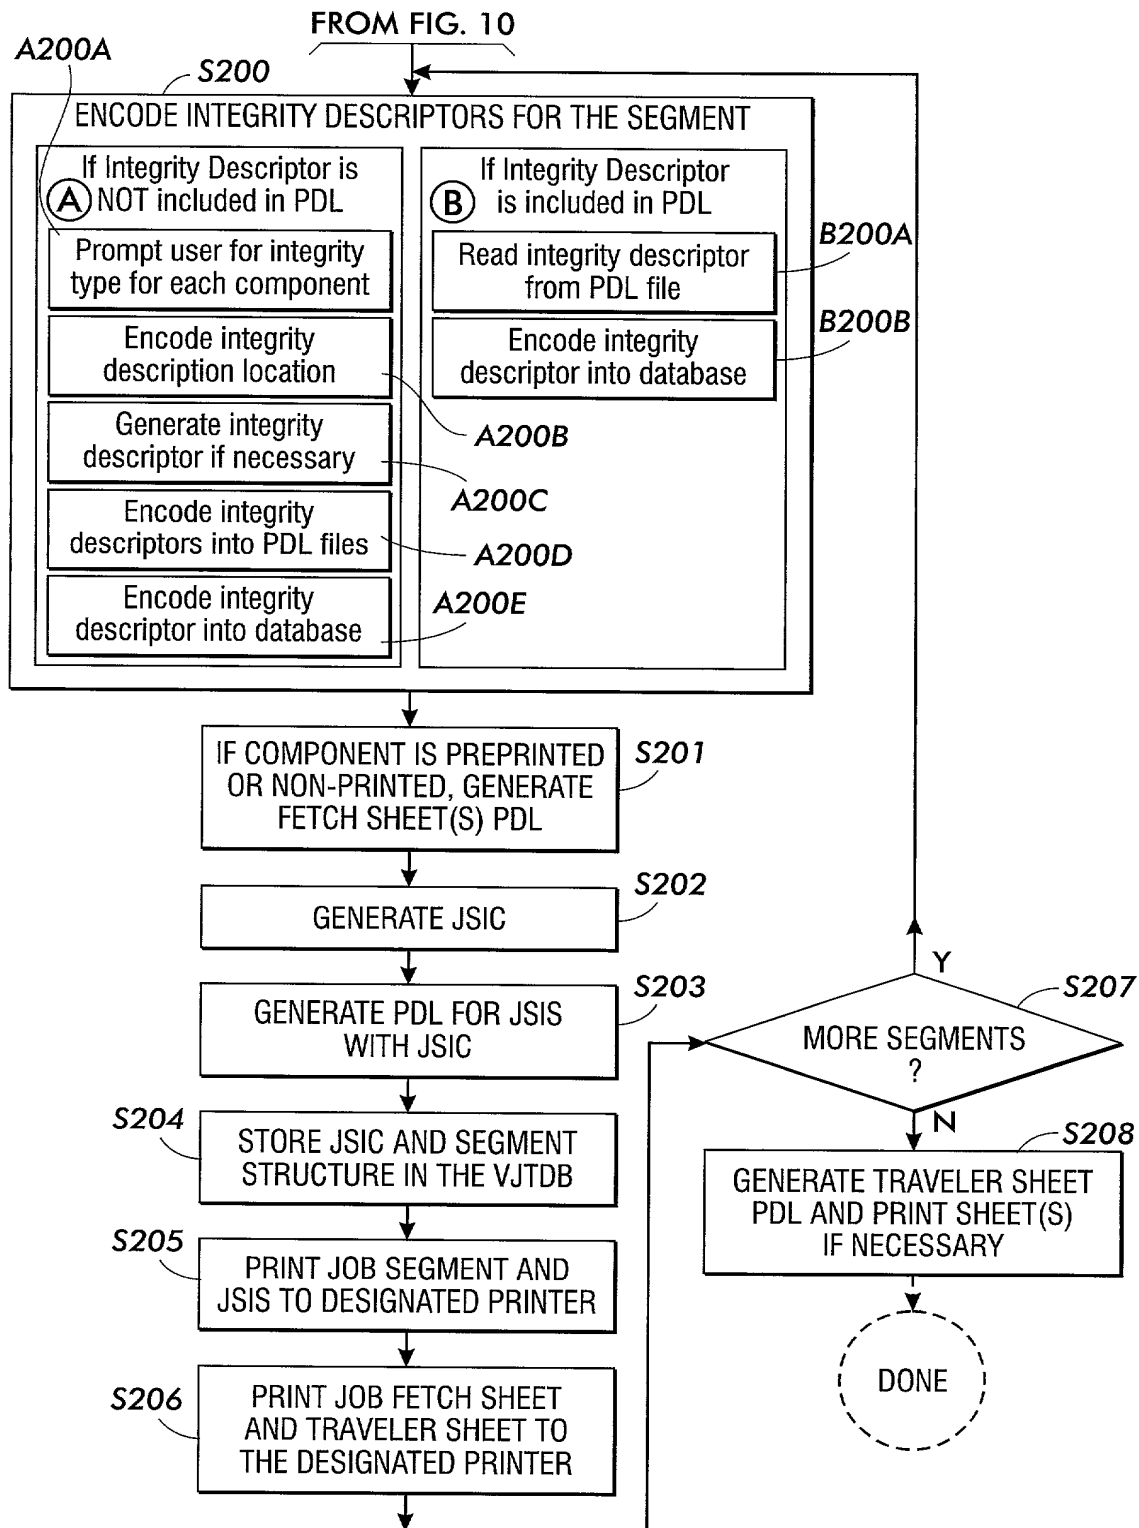 FROM FIG. 10
A200A
S200
ENCODE INTEGRITY DESCRIPTORS FOR THE SEGMENT
If Integrity Descriptor is
A NOT included in PDL
Prompt user for integrity
type for each component
Encode integrity
description location
A200B
Generate integrity
descriptor if necessary
A200C
Encode integrity
descriptors into PDL files
A200D
Encode integrity
descriptor into database
A200E
If Integrity Descriptor
B is included in PDL
Read integrity descriptor
from PDL file
B200A
Encode integrity
descriptor into database
B200B
IF COMPONENT IS PREPRINTED
OR NON-PRINTED, GENERATE
FETCH SHEET(S) PDL
S201
GENERATE JSIC
S202
GENERATE PDL FOR JSIS
WITH JSIC
S203
S204
STORE JSIC AND SEGMENT
STRUCTURE IN THE VJTDB
S205
PRINT JOB SEGMENT AND
JSIS TO DESIGNATED PRINTER
S206
PRINT JOB FETCH SHEET
AND TRAVELER SHEET TO
THE DESIGNATED PRINTER
Y
S207
MORE SEGMENTS
?
N
S208
GENERATE TRAVELER SHEET
PDL AND PRINT SHEET(S)
IF NECESSARY
DONE